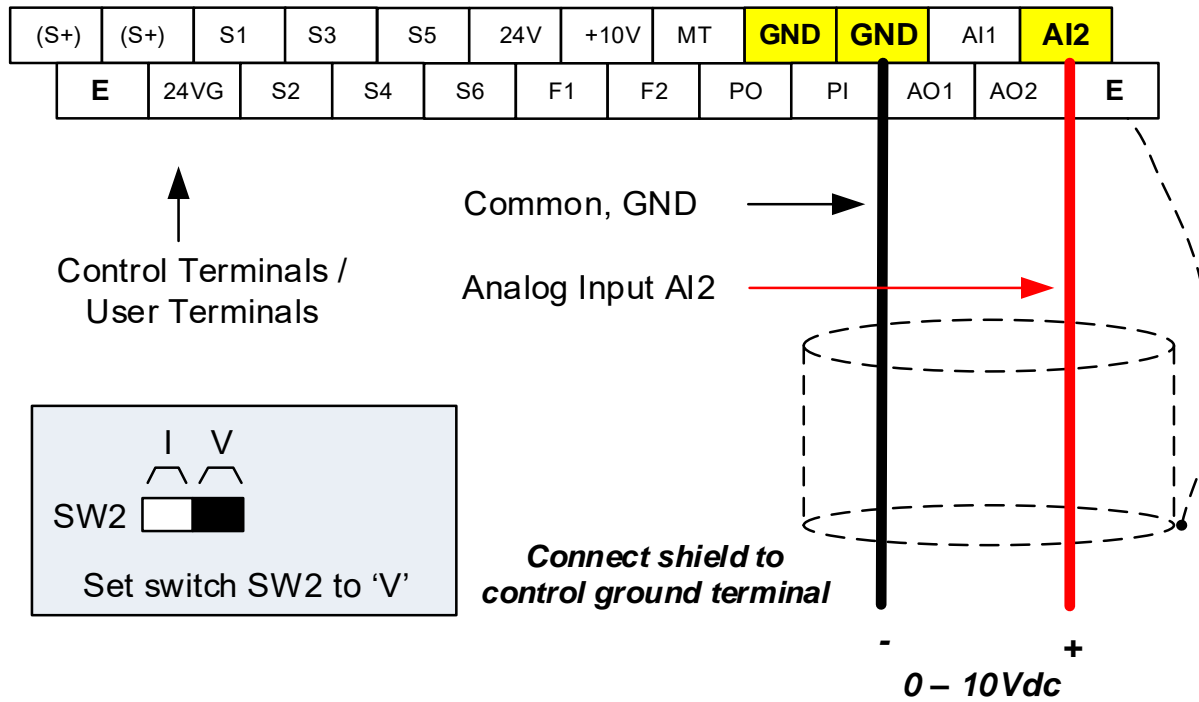 (S+) (S+) S1 S3 S5 24V +10V MT GND GND AI1 AI2
E 24VG S2 S4 S6 F1 F2 PO PI AO1 AO2 E
Common, GND
Control Terminals /
User Terminals
Analog Input AI2
I V
SW2
Set switch SW2 to ‘V’
Connect shield to
control ground terminal
- +
0 – 10Vdc